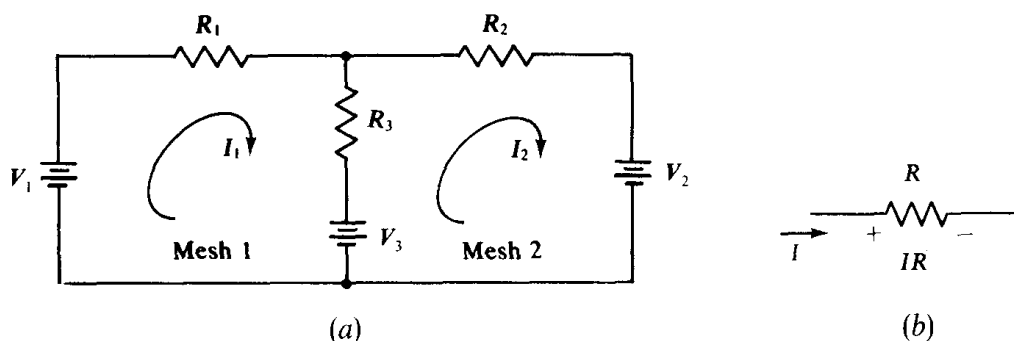 R₁
R₂
R₃
I₁
I₂
V₁
V₂
V₃
Mesh 1
Mesh 2
(a)
R
I
+
−
IR
(b)